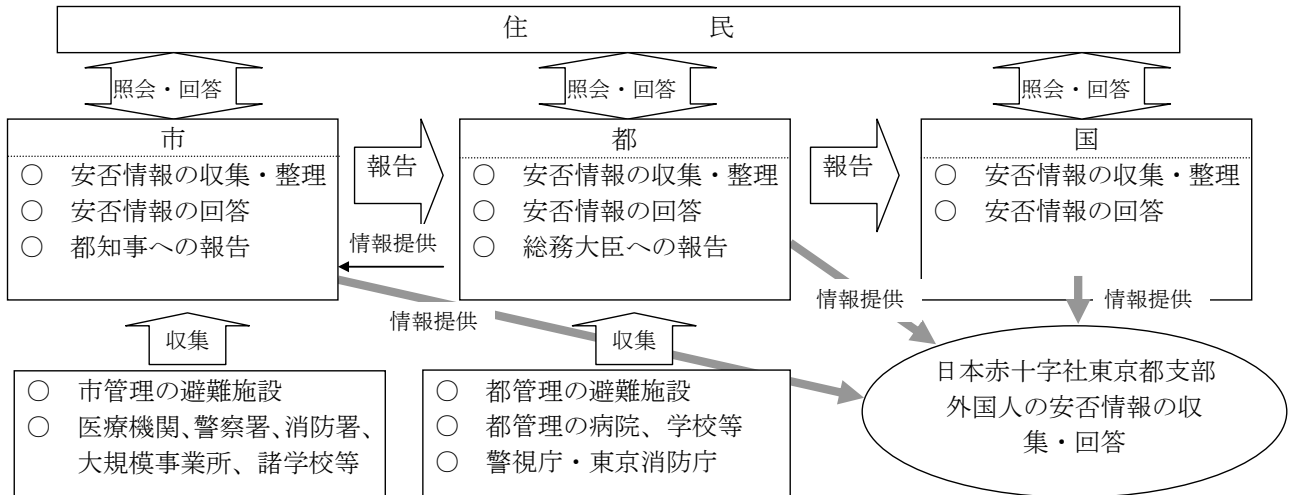 住　　　　民
照会・回答
照会・回答
照会・回答
市
○　安否情報の収集・整理
○　安否情報の回答
○　都知事への報告
報告
都
○　安否情報の収集・整理
○　安否情報の回答
○　総務大臣への報告
報告
国
○　安否情報の収集・整理
○　安否情報の回答
情報提供
情報提供
情報提供
情報提供
収集
収集
○　市管理の避難施設
○　医療機関、警察署、消防署、
大規模事業所、諸学校等
○　都管理の避難施設
○　都管理の病院、学校等
○　警視庁・東京消防庁
日本赤十字社東京都支部
外国人の安否情報の収
集・回答